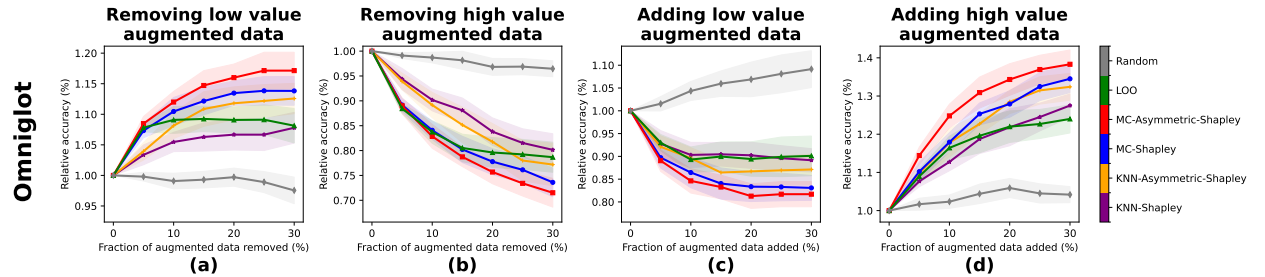 Omniglot
Removing low value
augmented data
Relative accuracy (%)
1.20
1.15
1.10
1.05
1.00
0.95
0
10
20
30
Fraction of augmented data removed (%)
(a)
Removing high value
augmented data
Relative accuracy (%)
1.00
0.95
0.90
0.85
0.80
0.75
0.70
0
10
20
30
Fraction of augmented data removed (%)
(b)
Adding low value
augmented data
Relative accuracy (%)
1.10
1.05
1.00
0.95
0.90
0.85
0.80
0
10
20
30
Fraction of augmented data added (%)
(c)
Adding high value
augmented data
Relative accuracy (%)
1.4
1.3
1.2
1.1
1.0
0
10
20
30
Fraction of augmented data added (%)
(d)
Random
LOO
MC-Asymmetric-Shapley
MC-Shapley
KNN-Asymmetric-Shapley
KNN-Shapley